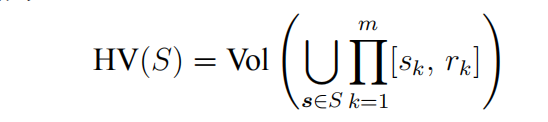 HV(S) = Vol ( ⋃_{s∈S} ∏_{k=1}^{m} [s_k, r_k] )